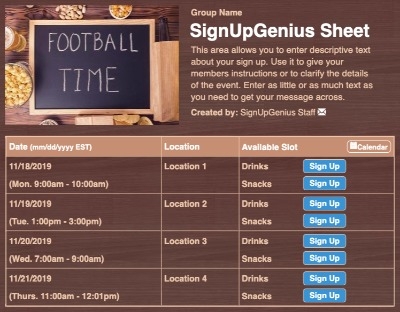 FOOTBALL
TIME
Group Name
SignUpGenius Sheet
This area allows you to enter descriptive text
about your sign up. Use it to give your
members instructions or to clarify the details
of the event. Enter as little or as much text as
you need to get your message across.
Created by: SignUpGenius Staff
Date (mm/dd/yyyy EST) Location Available Slot Calendar
11/18/2019 Location 1 Drinks Sign Up
(Mon. 9:00am - 10:00am) Snacks Sign Up
11/19/2019 Location 2 Drinks Sign Up
(Tue. 1:00pm - 3:00pm) Snacks Sign Up
11/20/2019 Location 3 Drinks Sign Up
(Wed. 7:00am - 9:00am) Snacks Sign Up
11/21/2019 Location 4 Drinks Sign Up
(Thurs. 11:00am - 12:01pm) Snacks Sign Up